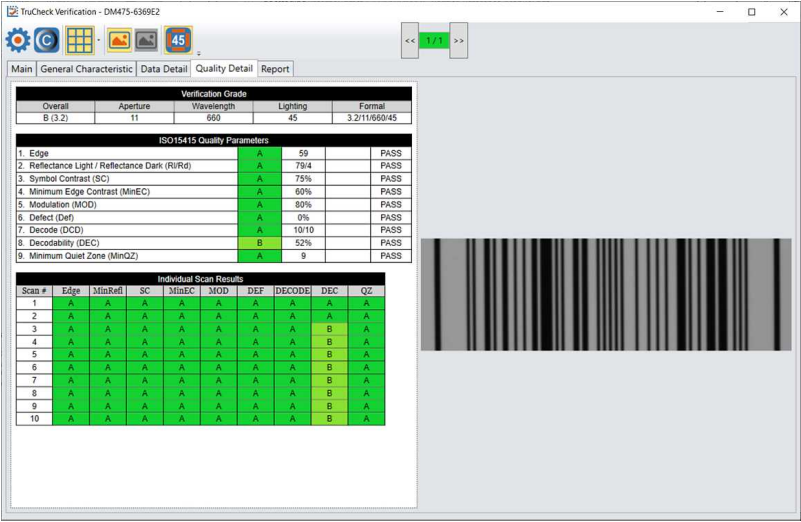 TruCheck Verification - DM475-6369E2
C
45
<< 1/1 >>
Main General Characteristic Data Detail Quality Detail Report
Verification Grade
Overall Aperture Wavelength Lighting Formal
B (3.2) 11 660 45 3.2/11/660/45
ISO15415 Quality Parameters
1. Edge A 59 PASS
2. Reflectance Light / Reflectance Dark (Rl/Rd) A 79/4 PASS
3. Symbol Contrast (SC) A 75% PASS
4. Minimum Edge Contrast (MinEC) A 60% PASS
5. Modulation (MOD) A 80% PASS
6. Defect (Def) A 0% PASS
7. Decode (DCD) A 10/10 PASS
8. Decodability (DEC) B 52% PASS
9. Minimum Quiet Zone (MinQZ) A 9 PASS
Individual Scan Results
Scan # Edge MinRefl SC MinEC MOD DEF DECODE DEC QZ
1 A A A A A A A A A
2 A A A A A A A A A
3 A A A A A A A B A
4 A A A A A A A B A
5 A A A A A A A B A
6 A A A A A A A B A
7 A A A A A A A B A
8 A A A A A A A B A
9 A A A A A A A B A
10 A A A A A A A B A